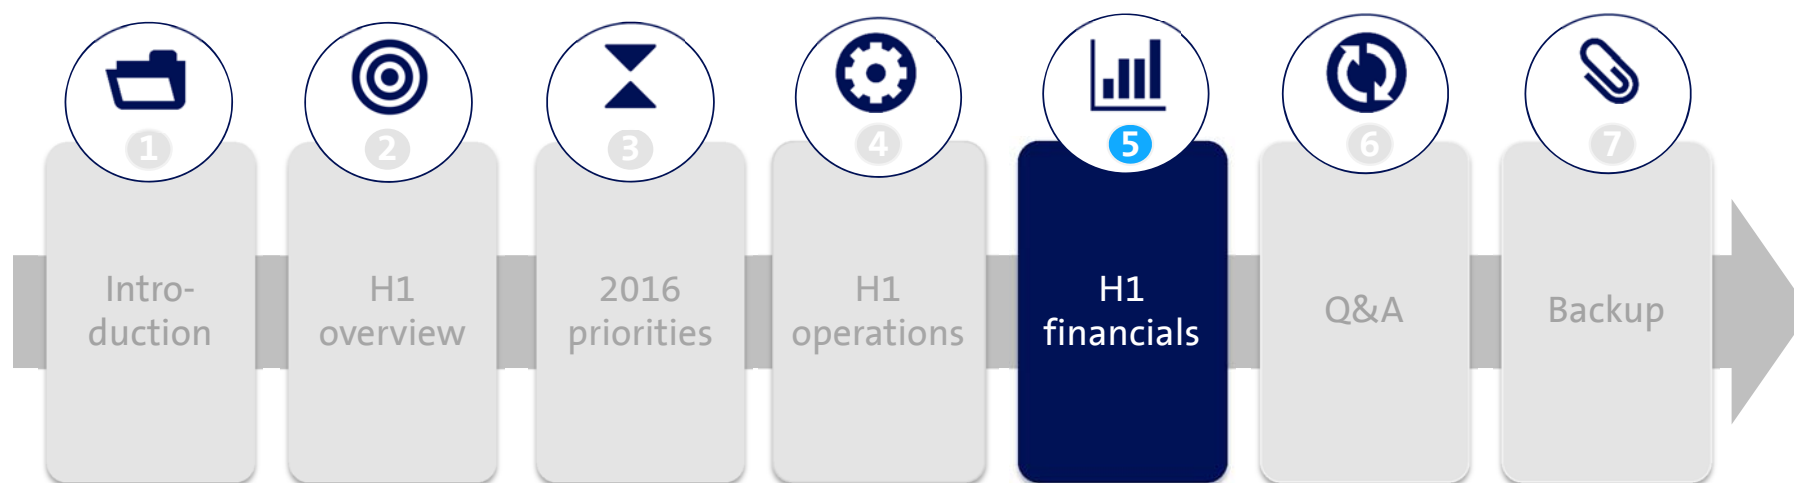 1
2
3
4
5
6
7
Intro-
duction
H1
overview
2016
priorities
H1
operations
H1
financials
Q&A
Backup